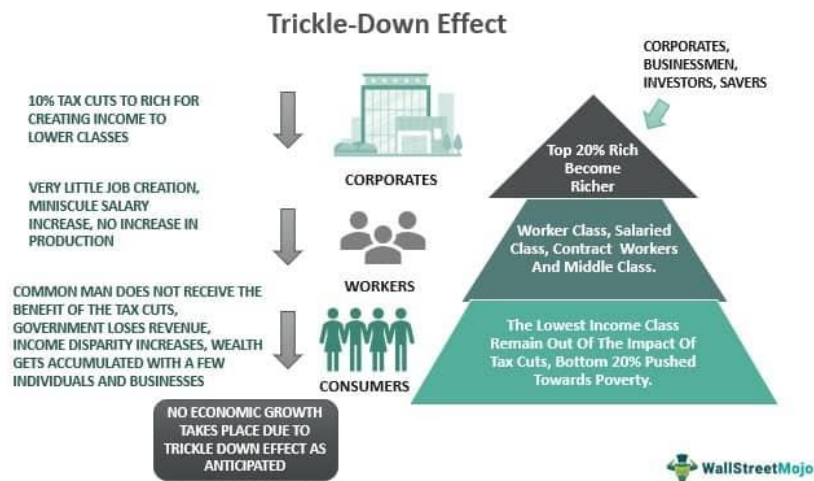 Trickle-Down Effect
CORPORATES,
BUSINESSMEN,
INVESTORS, SAVERS
10% TAX CUTS TO RICH FOR
CREATING INCOME TO
LOWER CLASSES
CORPORATES
Top 20% Rich
Become
Richer
VERY LITTLE JOB CREATION,
MINISCULE SALARY
INCREASE, NO INCREASE IN
PRODUCTION
WORKERS
Worker Class, Salaried
Class, Contract Workers
And Middle Class.
COMMON MAN DOES NOT RECEIVE THE
BENEFIT OF THE TAX CUTS,
GOVERNMENT LOSES REVENUE,
INCOME DISPARITY INCREASES, WEALTH
GETS ACCUMULATED WITH A FEW
INDIVIDUALS AND BUSINESSES
CONSUMERS
The Lowest Income Class
Remain Out Of The Impact Of
Tax Cuts, Bottom 20% Pushed
Towards Poverty.
NO ECONOMIC GROWTH
TAKES PLACE DUE TO
TRICKLE DOWN EFFECT AS
ANTICIPATED
WallStreetMojo